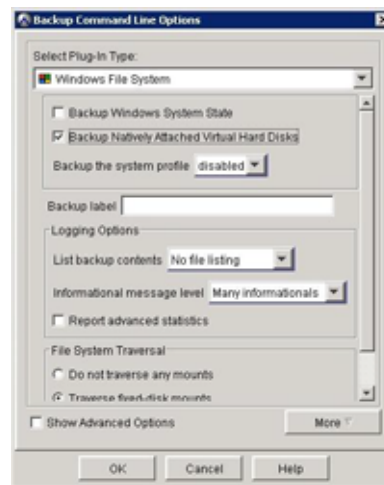 Backup Command Line Options
Select Plug-In Type:
Windows File System
Backup Windows System State
Backup Natively Attached Virtual Hard Disks
Backup the system profile disabled
Backup label
Logging Options
List backup contents No file listing
Informational message level Many informationals
Report advanced statistics
File System Traversal
Do not traverse any mounts
Traverse fixed-disk mounts
Show Advanced Options More
OK Cancel Help